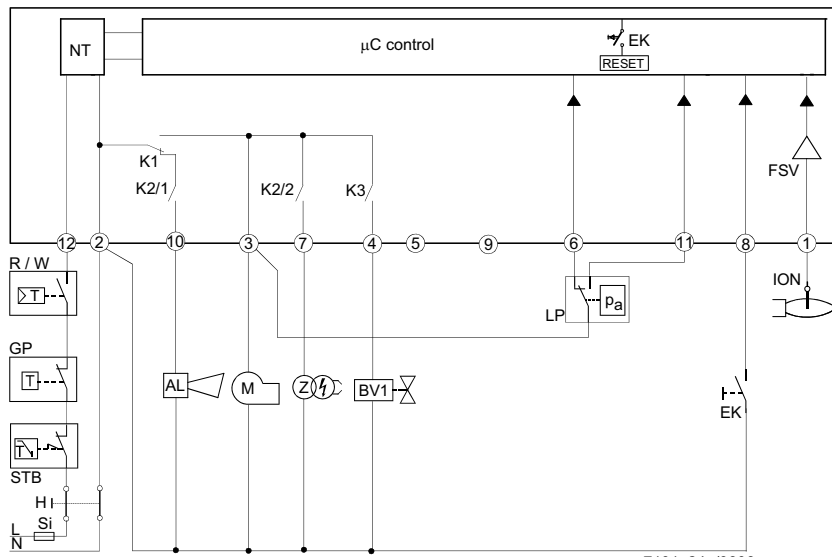 NT
μC control
EK
RESET
FSV
K1
K2/1
K2/2
K3
12
2
10
3
7
4
5
9
6
11
8
1
R / W
T
LP
pa
ION
GP
T
AL
M
Z
BV1
EK
T
STB
H
L
Si
N